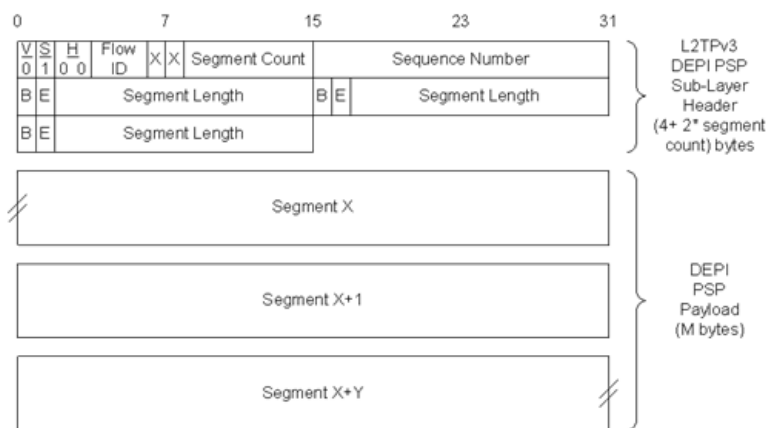 0 7 15 23 31
V S H Flow X X Segment Count Sequence Number
0 1 0 0 ID
B E Segment Length B E Segment Length
B E Segment Length
L2TPv3
DEPI PSP
Sub-Layer
Header
(4+ 2* segment
count) bytes
Segment X
Segment X+1
Segment X+Y
DEPI
PSP
Payload
(M bytes)